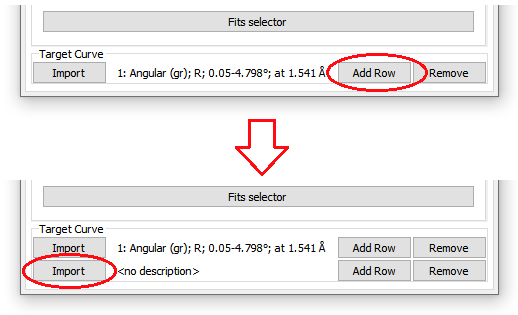 Fits selector
Target Curve
Import 1: Angular (gr); R; 0.05-4.798°; at 1.541 Å Add Row Remove
Fits selector
Target Curve
Import 1: Angular (gr); R; 0.05-4.798°; at 1.541 Å Add Row Remove
Import <no description> Add Row Remove